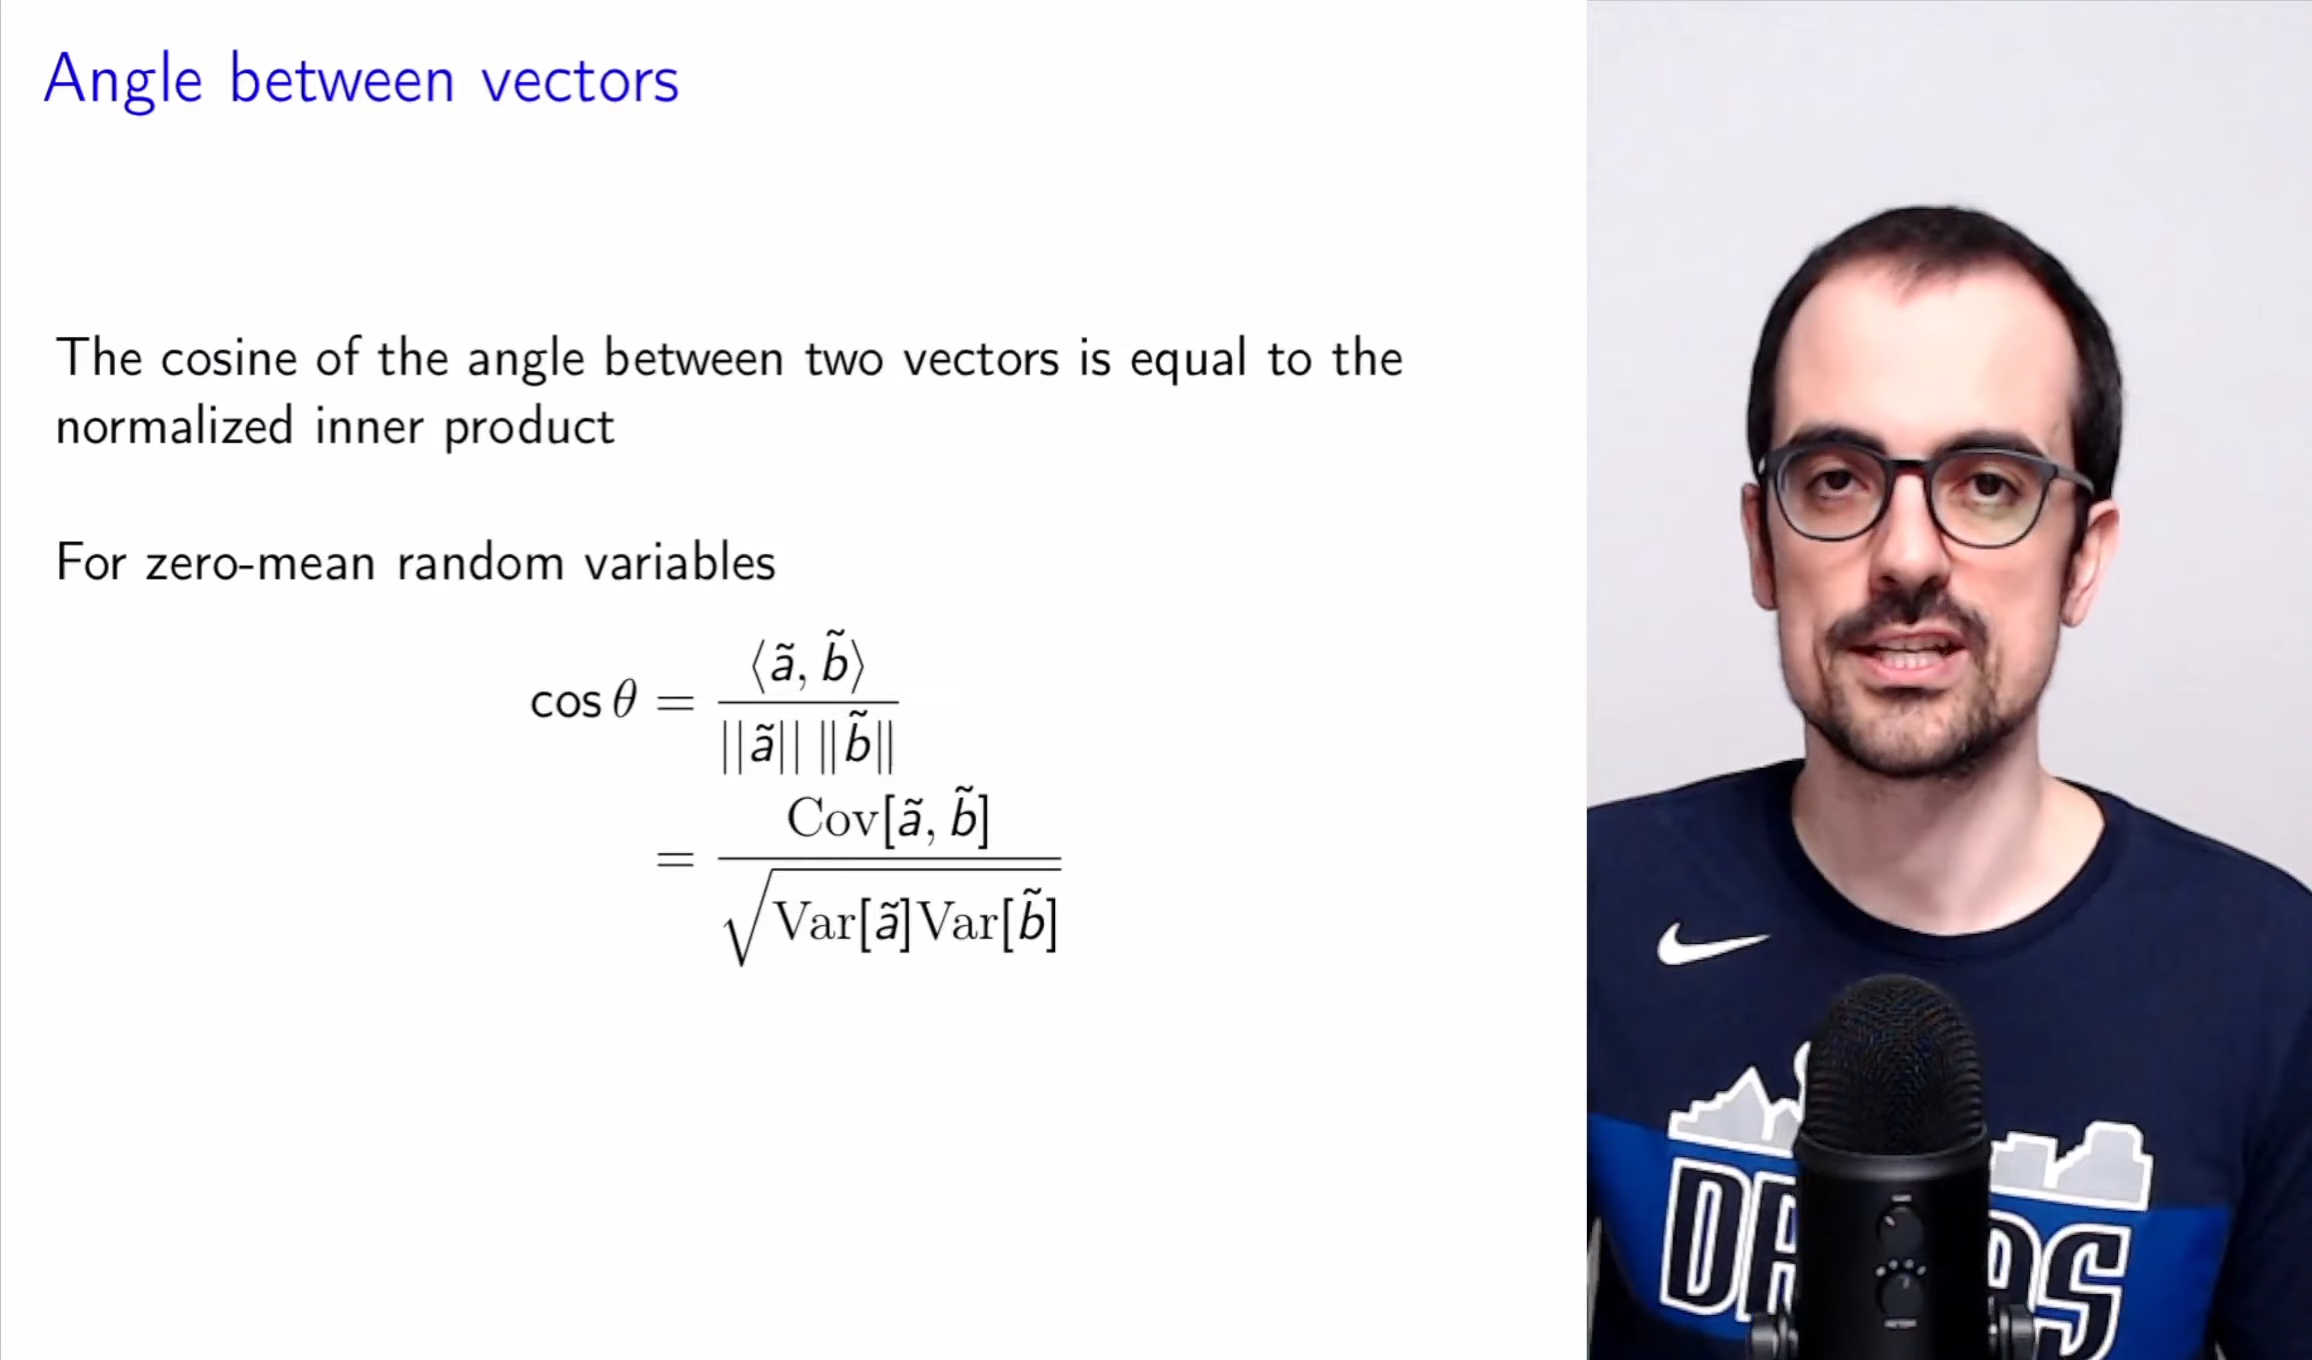 Angle between vectors
The cosine of the angle between two vectors is equal to the
normalized inner product
For zero-mean random variables
cos θ = ⟨ã, b̃⟩ / ||ã|| ||b̃||
= Cov[ã, b̃] / √Var[ã]Var[b̃]